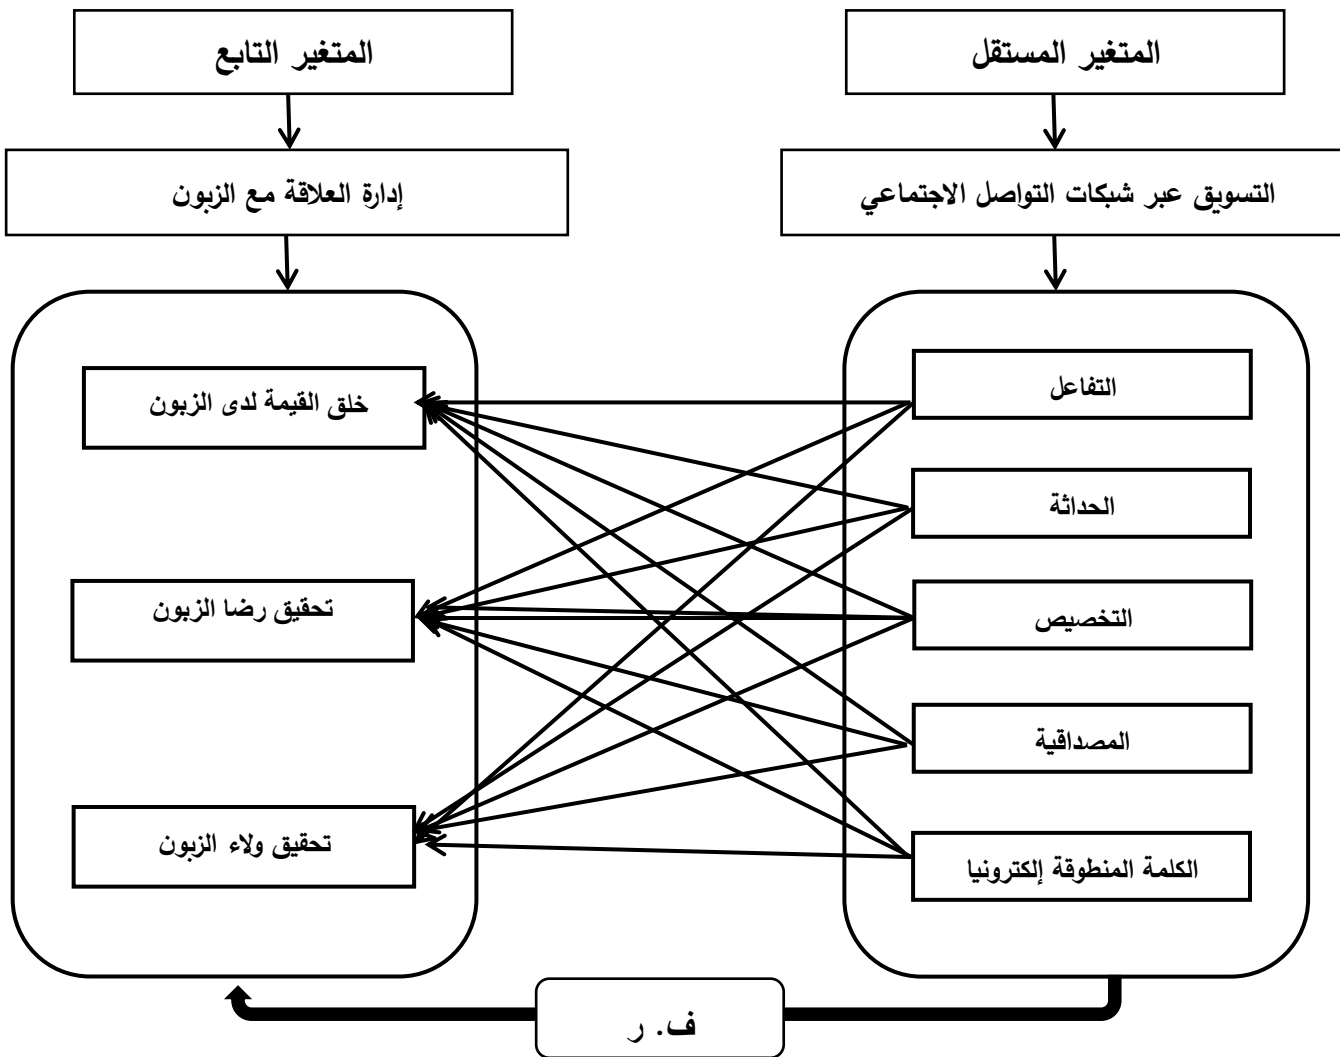 المتغير المستقل
المتغير التابع
التسويق عبر شبكات التواصل الاجتماعي
إدارة العلاقة مع الزبون
التفاعل
الحداثة
التخصيص
المصداقية
الكلمة المنطوقة إلكترونيا
خلق القيمة لدى الزبون
تحقيق رضا الزبون
تحقيق ولاء الزبون
ف. ر